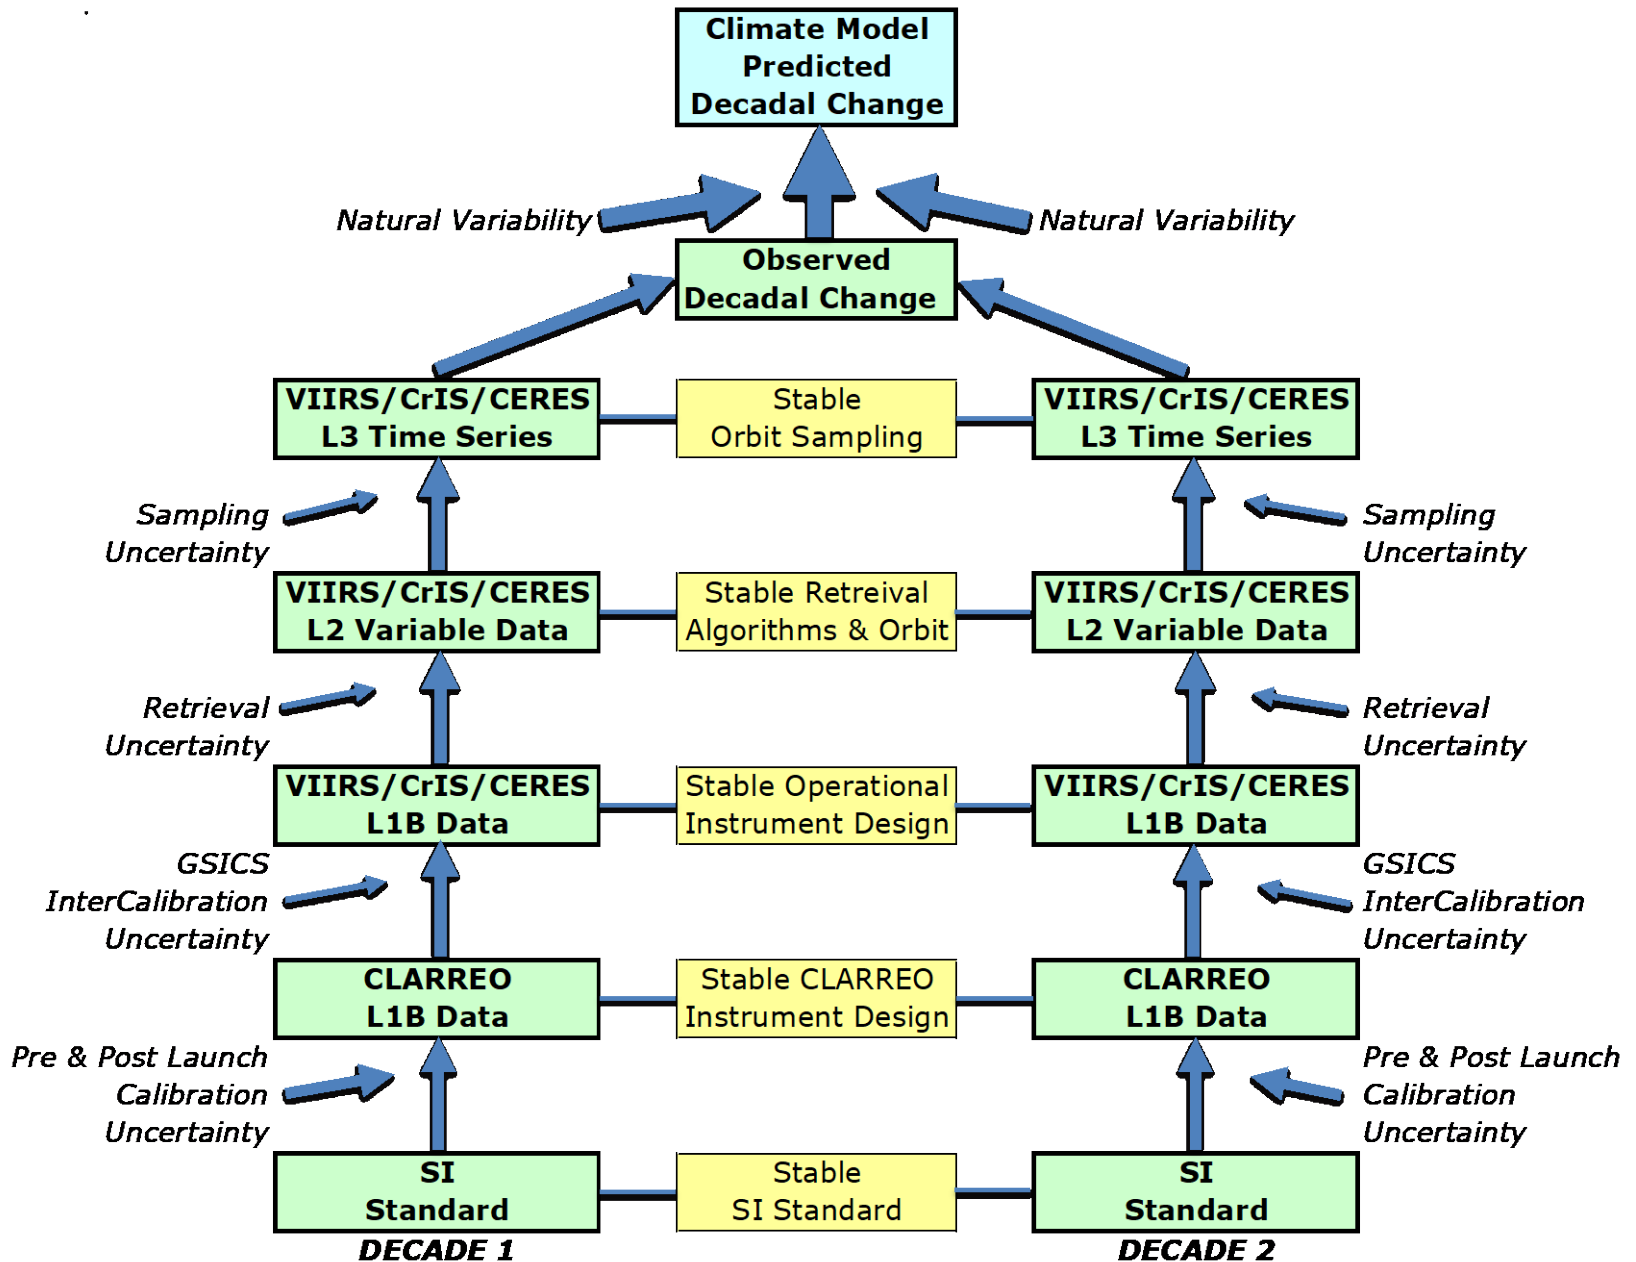 Climate Model
Predicted
Decadal Change
Natural Variability
Natural Variability
Observed
Decadal Change
VIIRS/CrIS/CERES
L3 Time Series
Stable
Orbit Sampling
VIIRS/CrIS/CERES
L3 Time Series
Sampling
Uncertainty
Sampling
Uncertainty
VIIRS/CrIS/CERES
L2 Variable Data
Stable Retreival
Algorithms & Orbit
VIIRS/CrIS/CERES
L2 Variable Data
Retrieval
Uncertainty
Retrieval
Uncertainty
VIIRS/CrIS/CERES
L1B Data
Stable Operational
Instrument Design
VIIRS/CrIS/CERES
L1B Data
GSICS
InterCalibration
Uncertainty
GSICS
InterCalibration
Uncertainty
CLARREO
L1B Data
Stable CLARREO
Instrument Design
CLARREO
L1B Data
Pre & Post Launch
Calibration
Uncertainty
Pre & Post Launch
Calibration
Uncertainty
SI
Standard
Stable
SI Standard
SI
Standard
DECADE 1
DECADE 2